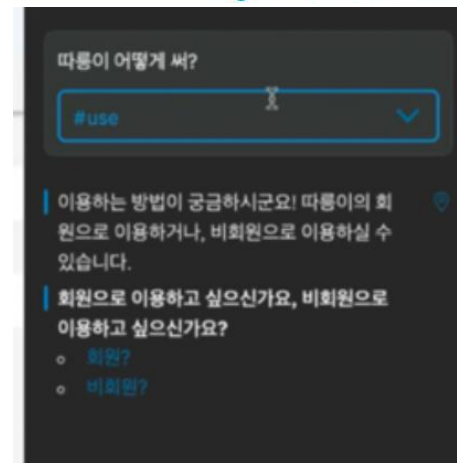 따릉이 어떻게 써?
#use
이용하는 방법이 궁금하시군요! 따릉이의 회
원으로 이용하거나, 비회원으로 이용하실 수
있습니다.
회원으로 이용하고 싶으신가요, 비회원으로
이용하고 싶으신가요?
회원?
비회원?